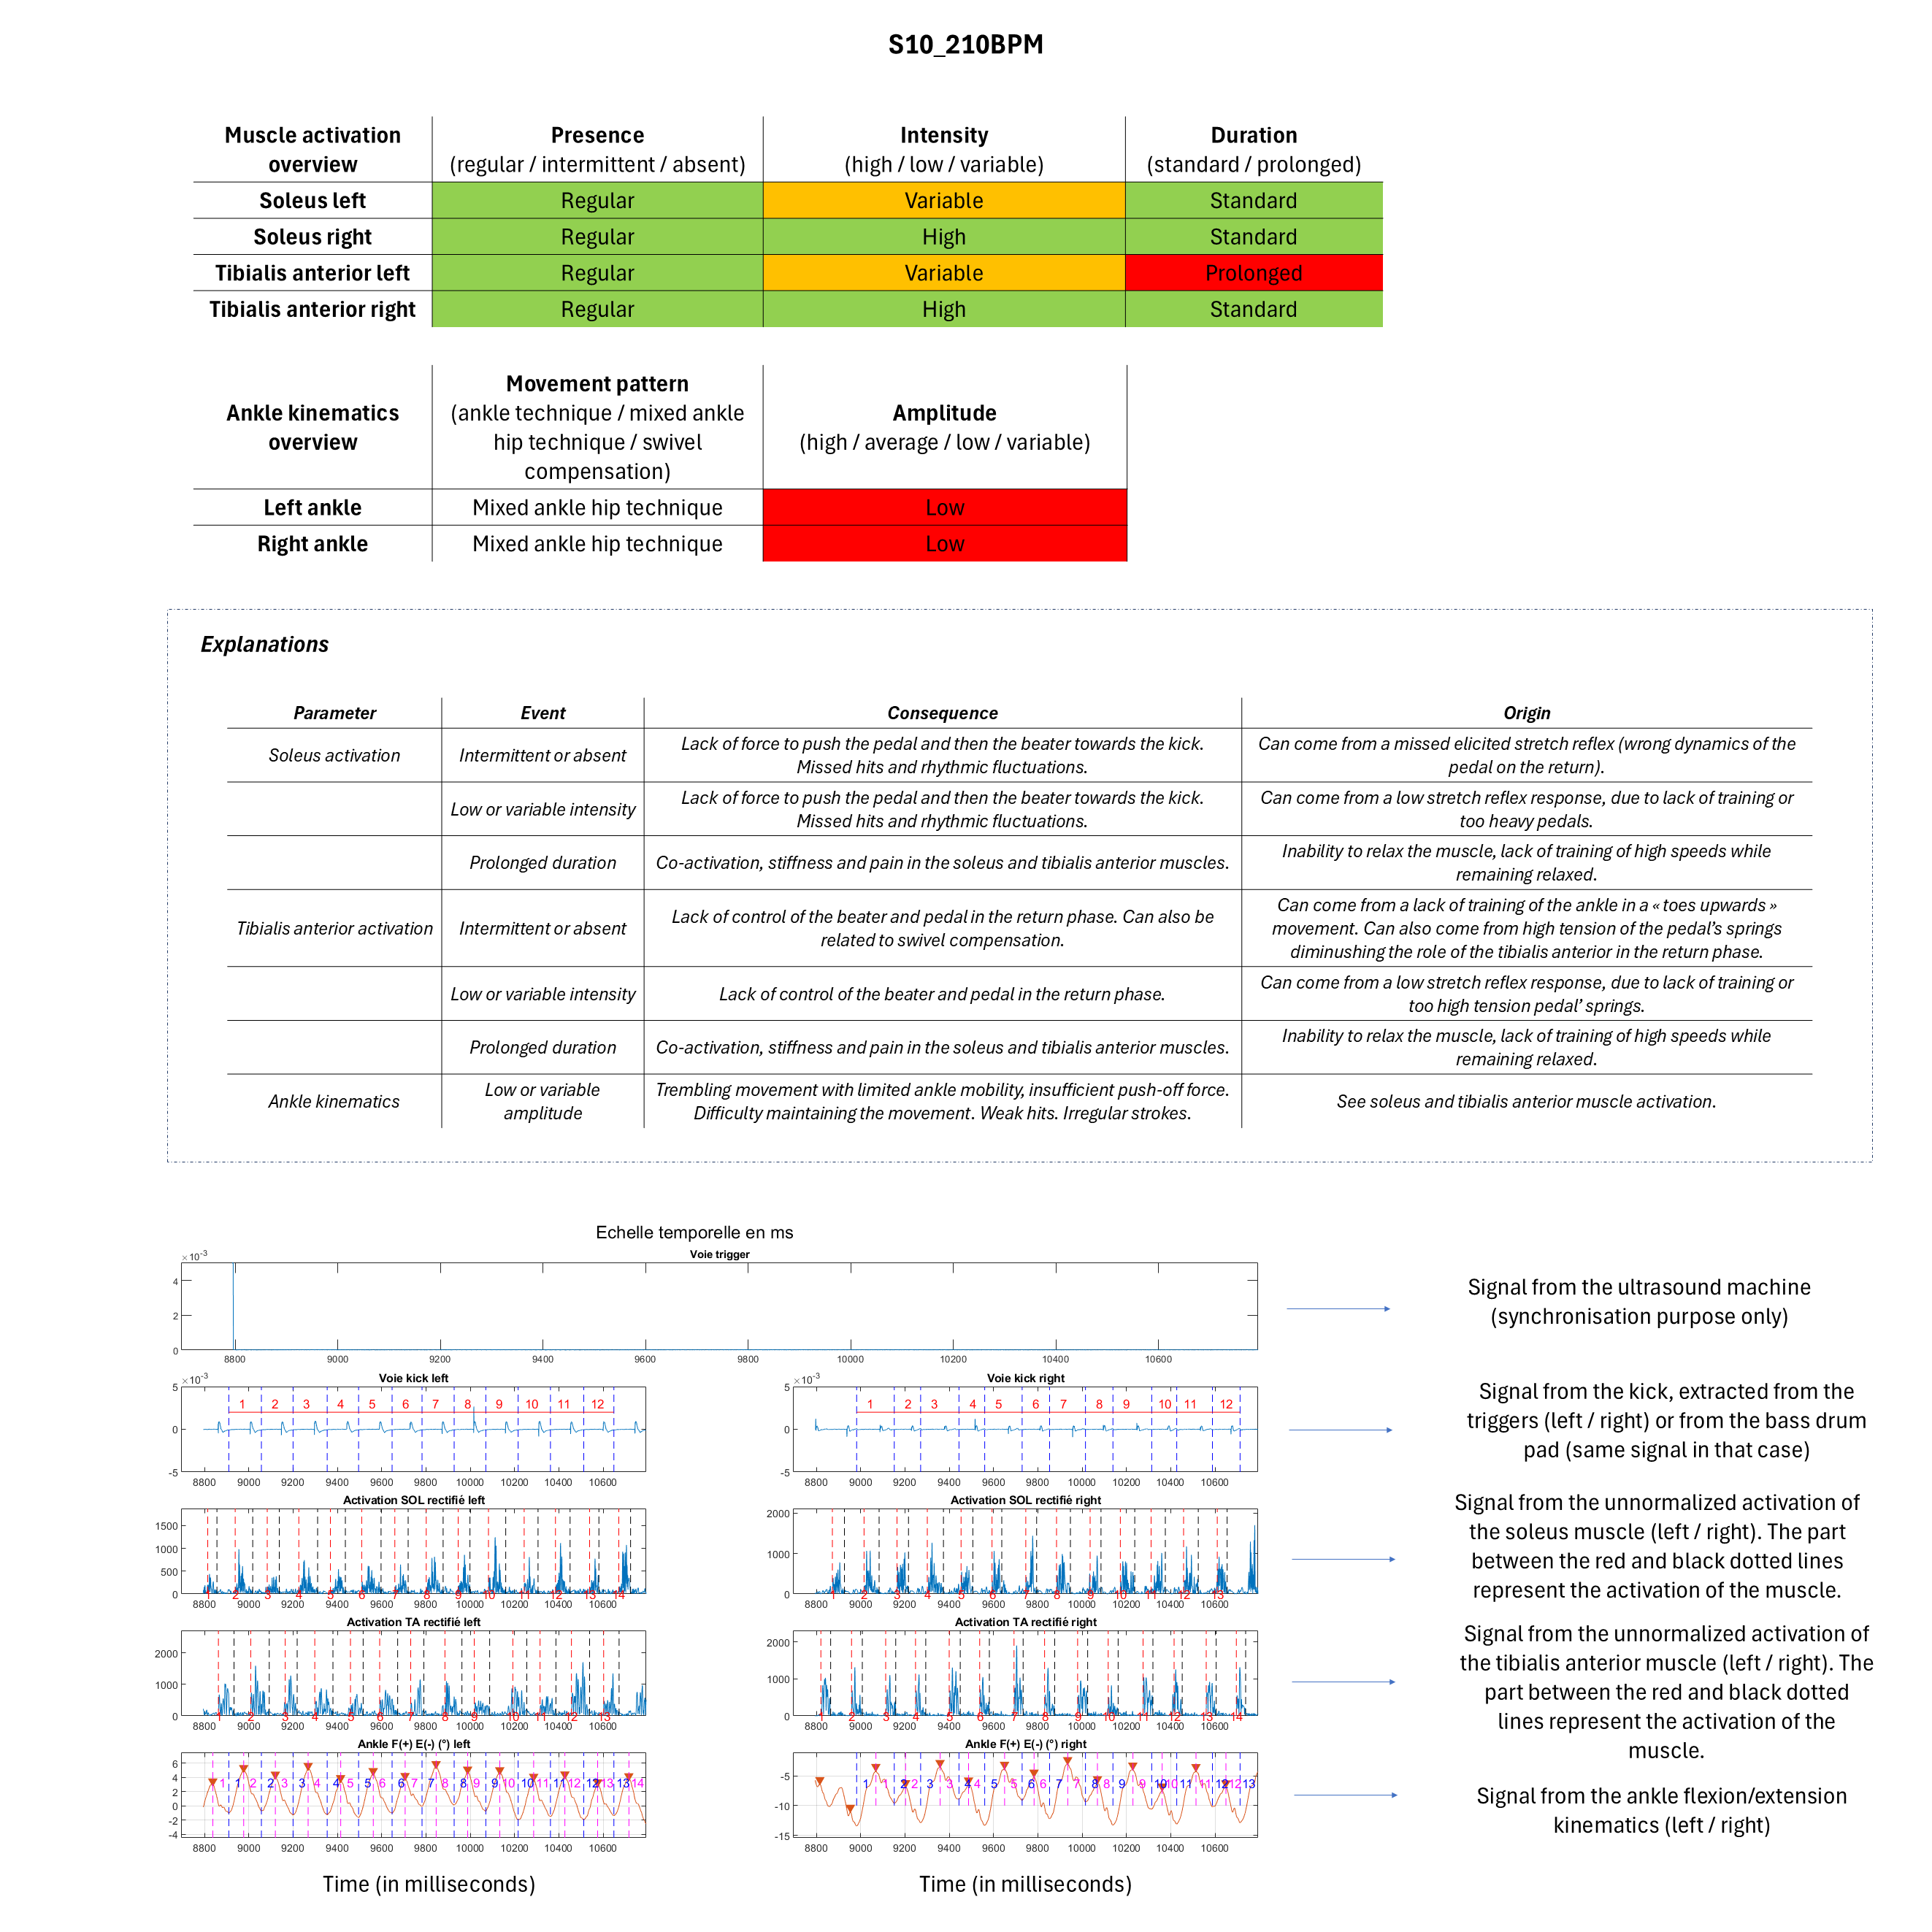 S10_210BPM
Muscle activation overview | Presence (regular / intermittent / absent) | Intensity (high / low / variable) | Duration (standard / prolonged)
Soleus left | Regular | Variable | Standard
Soleus right | Regular | High | Standard
Tibialis anterior left | Regular | Variable | Prolonged
Tibialis anterior right | Regular | High | Standard
Ankle kinematics overview | Movement pattern (ankle technique / mixed ankle hip technique / swivel compensation) | Amplitude (high / average / low / variable)
Left ankle | Mixed ankle hip technique | Low
Right ankle | Mixed ankle hip technique | Low
Explanations
Parameter | Event | Consequence | Origin
Soleus activation | Intermittent or absent | Lack of force to push the pedal and then the beater towards the kick. Missed hits and rhythmic fluctuations. | Can come from a missed elicited stretch reflex (wrong dynamics of the pedal on the return).
Low or variable intensity | Lack of force to push the pedal and then the beater towards the kick. Missed hits and rhythmic fluctuations. | Can come from a low stretch reflex response, due to lack of training or too heavy pedals.
Prolonged duration | Co-activation, stiffness and pain in the soleus and tibialis anterior muscles. | Inability to relax the muscle, lack of training of high speeds while remaining relaxed.
Tibialis anterior activation | Intermittent or absent | Lack of control of the beater and pedal in the return phase. Can also be related to swivel compensation. | Can come from a lack of training of the ankle in a « toes upwards » movement. Can also come from high tension of the pedal's springs diminushing the role of the tibialis anterior in the return phase.
Low or variable intensity | Lack of control of the beater and pedal in the return phase. | Can come from a low stretch reflex response, due to lack of training or too high tension pedal' springs.
Prolonged duration | Co-activation, stiffness and pain in the soleus and tibialis anterior muscles. | Inability to relax the muscle, lack of training of high speeds while remaining relaxed.
Ankle kinematics | Low or variable amplitude | Trembling movement with limited ankle mobility, insufficient push-off force. Difficulty maintaining the movement. Weak hits. Irregular strokes. | See soleus and tibialis anterior muscle activation.
Echelle temporelle en ms
Voie trigger
×10-3
4
2
0
8800 9000 9200 9400 9600 9800 10000 10200 10400 10600
Signal from the ultrasound machine
(synchronisation purpose only)
Voie kick left
×10-3
5
0
-5
1 2 3 4 5 6 7 8 9 10 11 12
8800 9000 9200 9400 9600 9800 10000 10200 10400 10600
Voie kick right
×10-3
5
0
-5
1 2 3 4 5 6 7 8 9 10 11 12
8800 9000 9200 9400 9600 9800 10000 10200 10400 10600
Signal from the kick, extracted from the
triggers (left / right) or from the bass drum
pad (same signal in that case)
Activation SOL rectifié left
1500
1000
500
0
1 2 3 4 5 6 7 8 9 10 11 12 13 14
8800 9000 9200 9400 9600 9800 10000 10200 10400 10600
Activation SOL rectifié right
2000
1000
0
1 2 3 4 5 6 7 8 9 10 11 12 13
8800 9000 9200 9400 9600 9800 10000 10200 10400 10600
Signal from the unnormalized activation of
the soleus muscle (left / right). The part
between the red and black dotted lines
represent the activation of the muscle.
Activation TA rectifié left
2000
1000
0
1 2 3 4 5 6 7 8 9 10 11 12 13
8800 9000 9200 9400 9600 9800 10000 10200 10400 10600
Activation TA rectifié right
2000
1000
0
1 2 3 4 5 6 7 8 9 10 11 12 13 14
8800 9000 9200 9400 9600 9800 10000 10200 10400 10600
Signal from the unnormalized activation of
the tibialis anterior muscle (left / right). The
part between the red and black dotted
lines represent the activation of the
muscle.
Ankle F(+) E(-) (°) left
6
4
2
0
-2
-4
1 1 2 2 3 3 4 4 5 5 6 6 7 7 8 8 9 9 10 10 11 11 12 12 13 13 14
8800 9000 9200 9400 9600 9800 10000 10200 10400 10600
Ankle F(+) E(-) (°) right
-5
-10
-15
1 1 2 2 3 3 4 4 5 5 6 6 7 7 8 8 9 9 10 10 11 11 12 12 13
8800 9000 9200 9400 9600 9800 10000 10200 10400 10600
Signal from the ankle flexion/extension
kinematics (left / right)
Time (in milliseconds)
Time (in milliseconds)